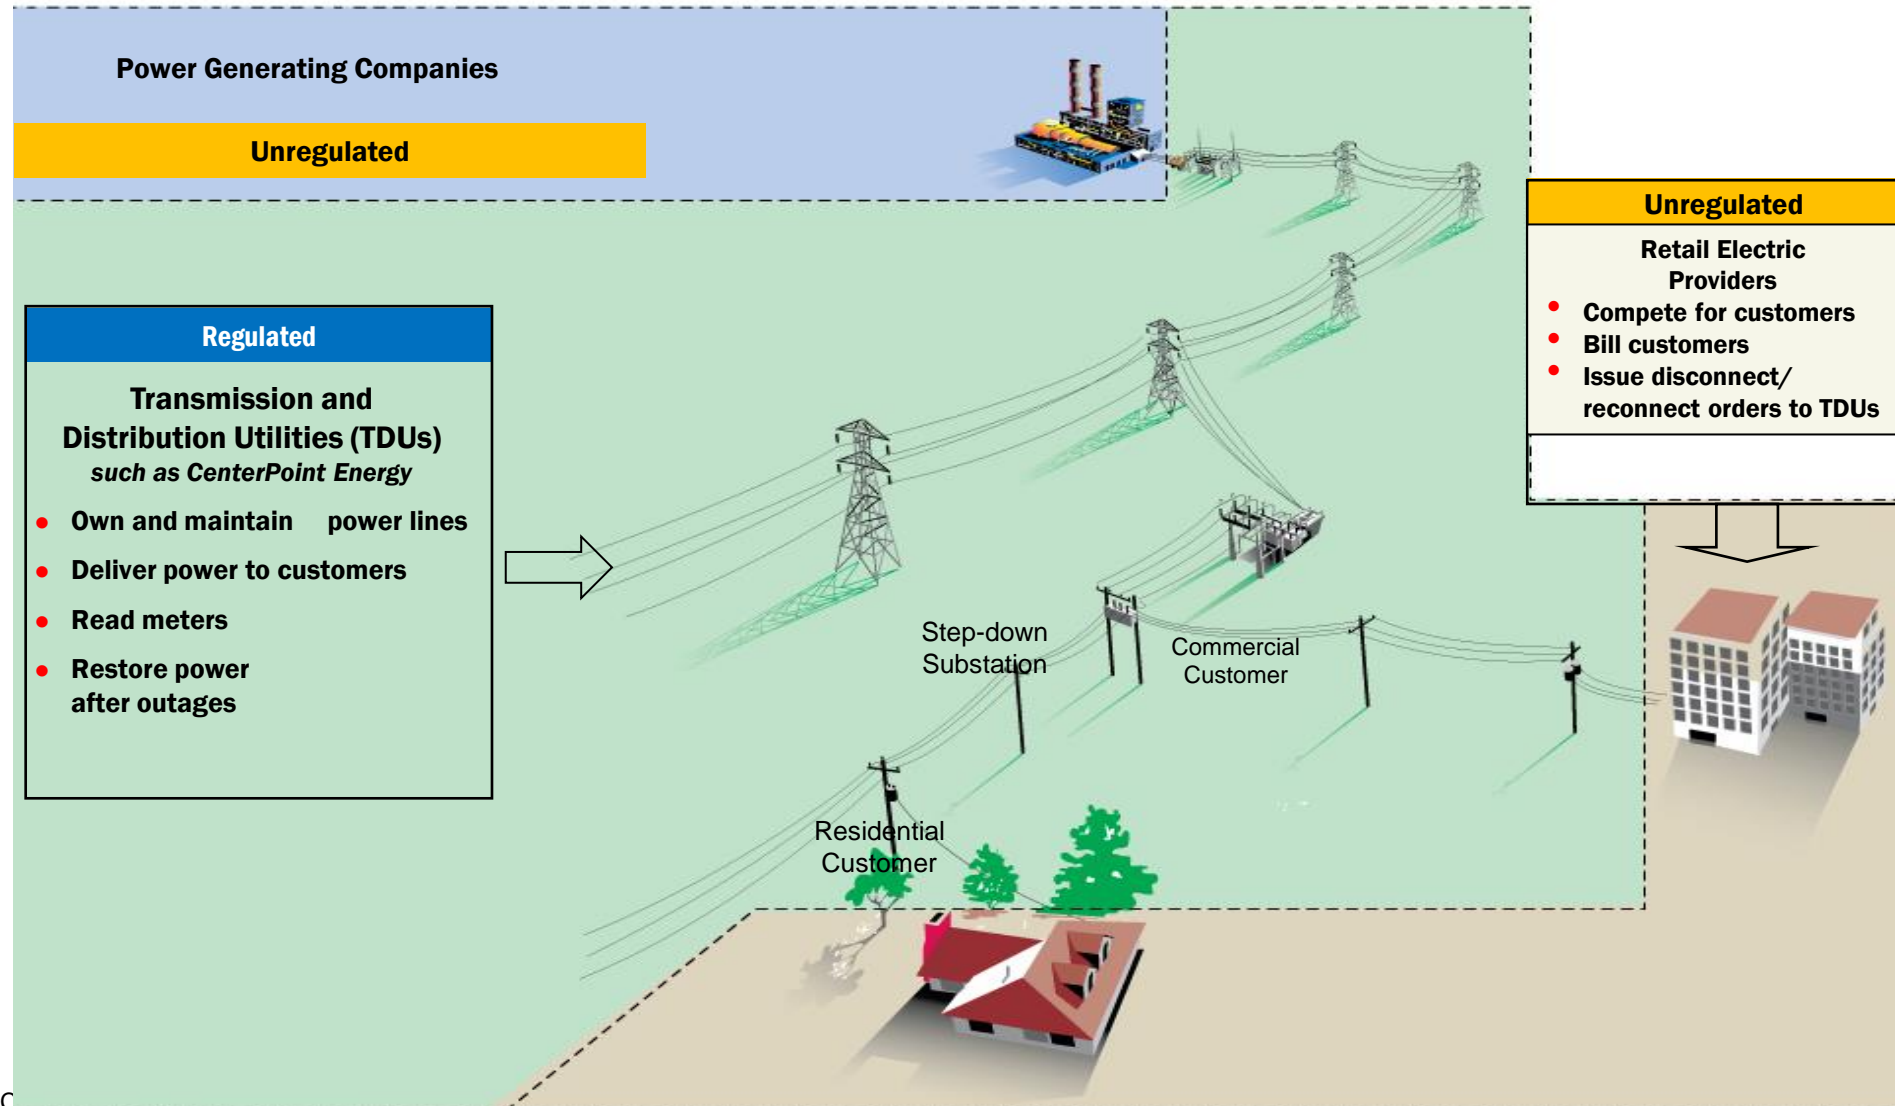 Power Generating Companies
Unregulated
Unregulated
Retail Electric
Providers
• Compete for customers
• Bill customers
• Issue disconnect/
reconnect orders to TDUs
Regulated
Transmission and
Distribution Utilities (TDUs)
such as CenterPoint Energy
• Own and maintain power lines
• Deliver power to customers
• Read meters
• Restore power
after outages
Step-down
Substation
Commercial
Customer
Residential
Customer